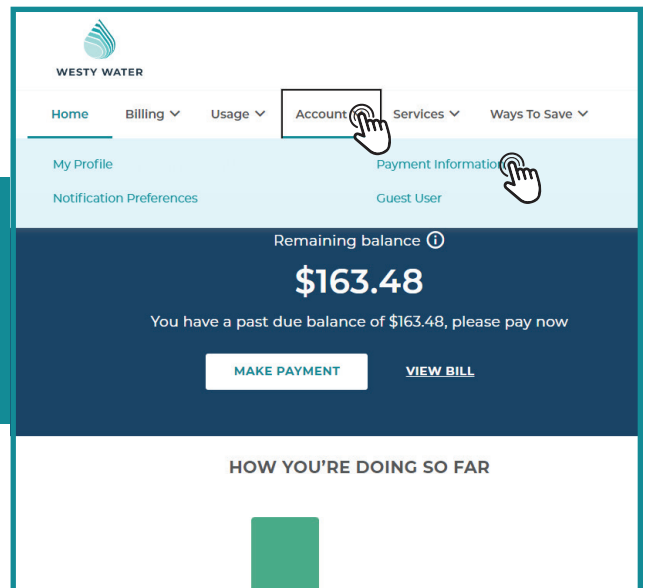 WESTY WATER
Home Billing Usage Account Services Ways To Save
My Profile Payment Information
Notification Preferences Guest User
Remaining balance
$163.48
You have a past due balance of $163.48, please pay now
MAKE PAYMENT VIEW BILL
HOW YOU'RE DOING SO FAR